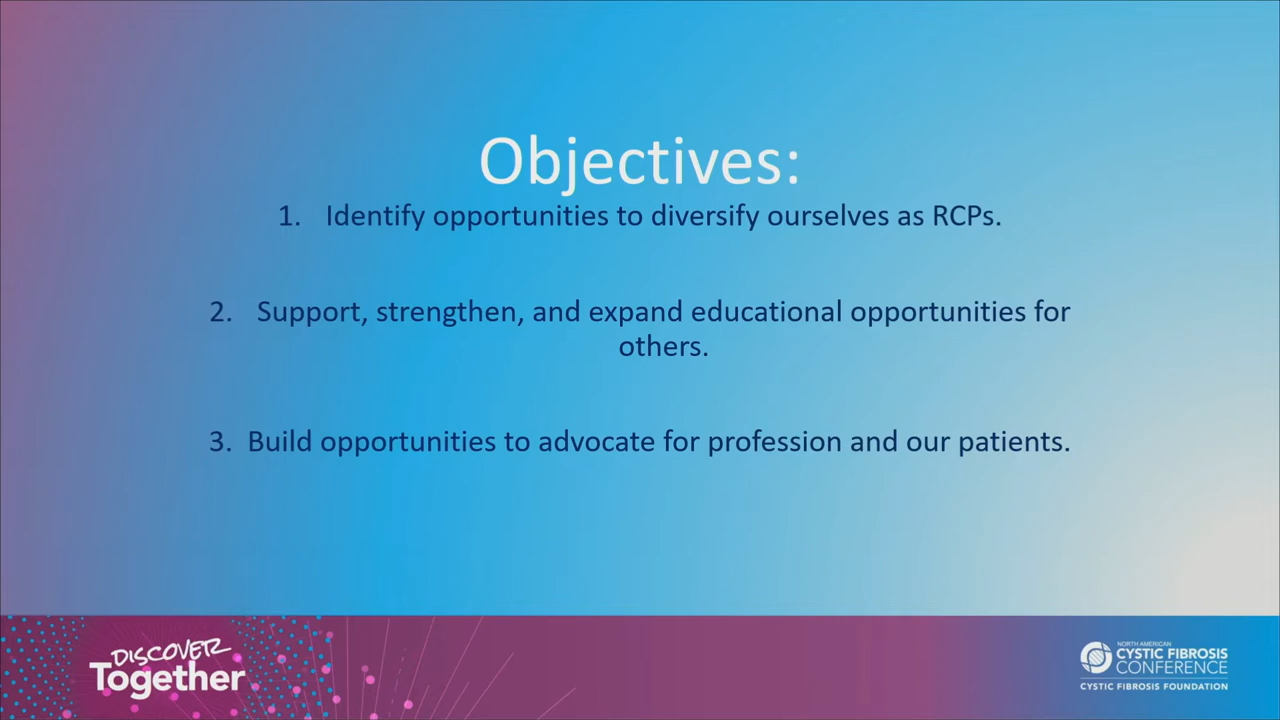 Objectives:
1. Identify opportunities to diversify ourselves as RCPs.
2. Support, strengthen, and expand educational opportunities for
others.
3. Build opportunities to advocate for profession and our patients.
DISCOVER
Together
NORTH AMERICAN
CYSTIC FIBROSIS
CONFERENCE
CYSTIC FIBROSIS FOUNDATION